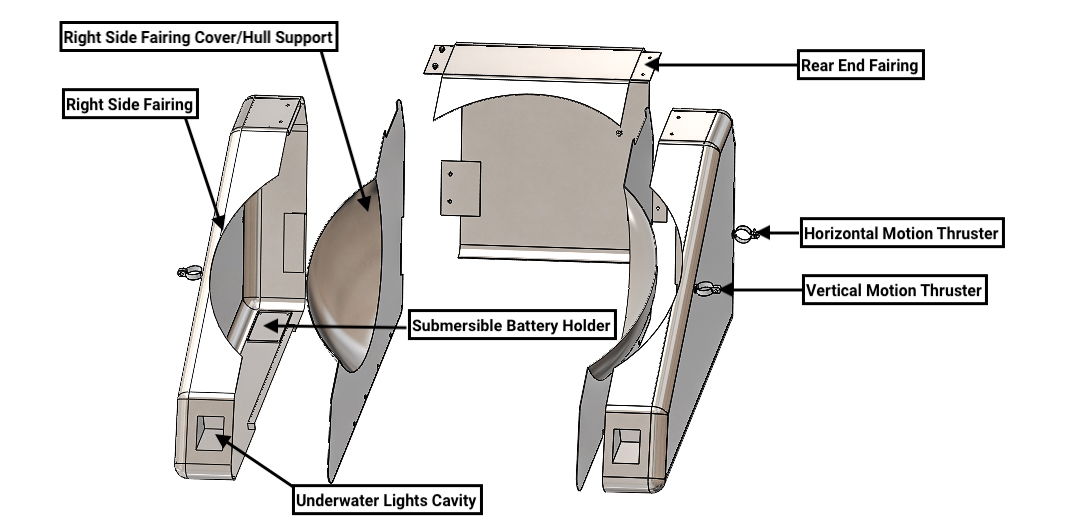 Right Side Fairing Cover/Hull Support
Rear End Fairing
Right Side Fairing
Horizontal Motion Thruster
Vertical Motion Thruster
Submersible Battery Holder
Underwater Lights Cavity